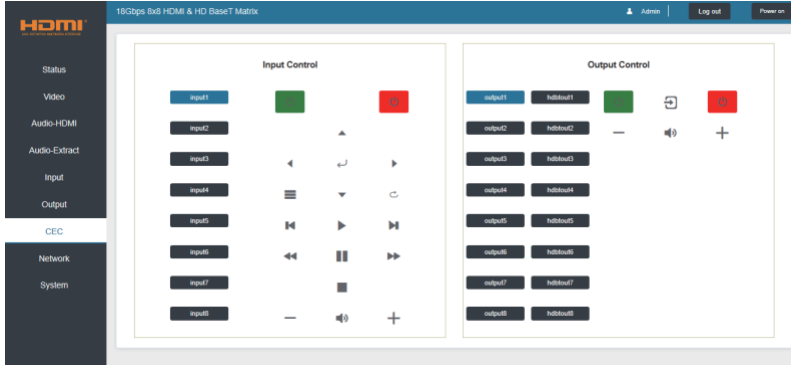 18Gbps 8x8 HDMI & HD BaseT Matrix
Admin
Log out
Power on
HDMI
Status
Video
Audio-HDMI
Audio-Extract
Input
Output
CEC
Network
System
Input Control
input1
input2
input3
input4
input5
input6
input7
input8
Output Control
output1 hdbtout1
output2 hdbtout2
output3 hdbtout3
output4 hdbtout4
output5 hdbtout5
output6 hdbtout6
output7 hdbtout7
output8 hdbtout8